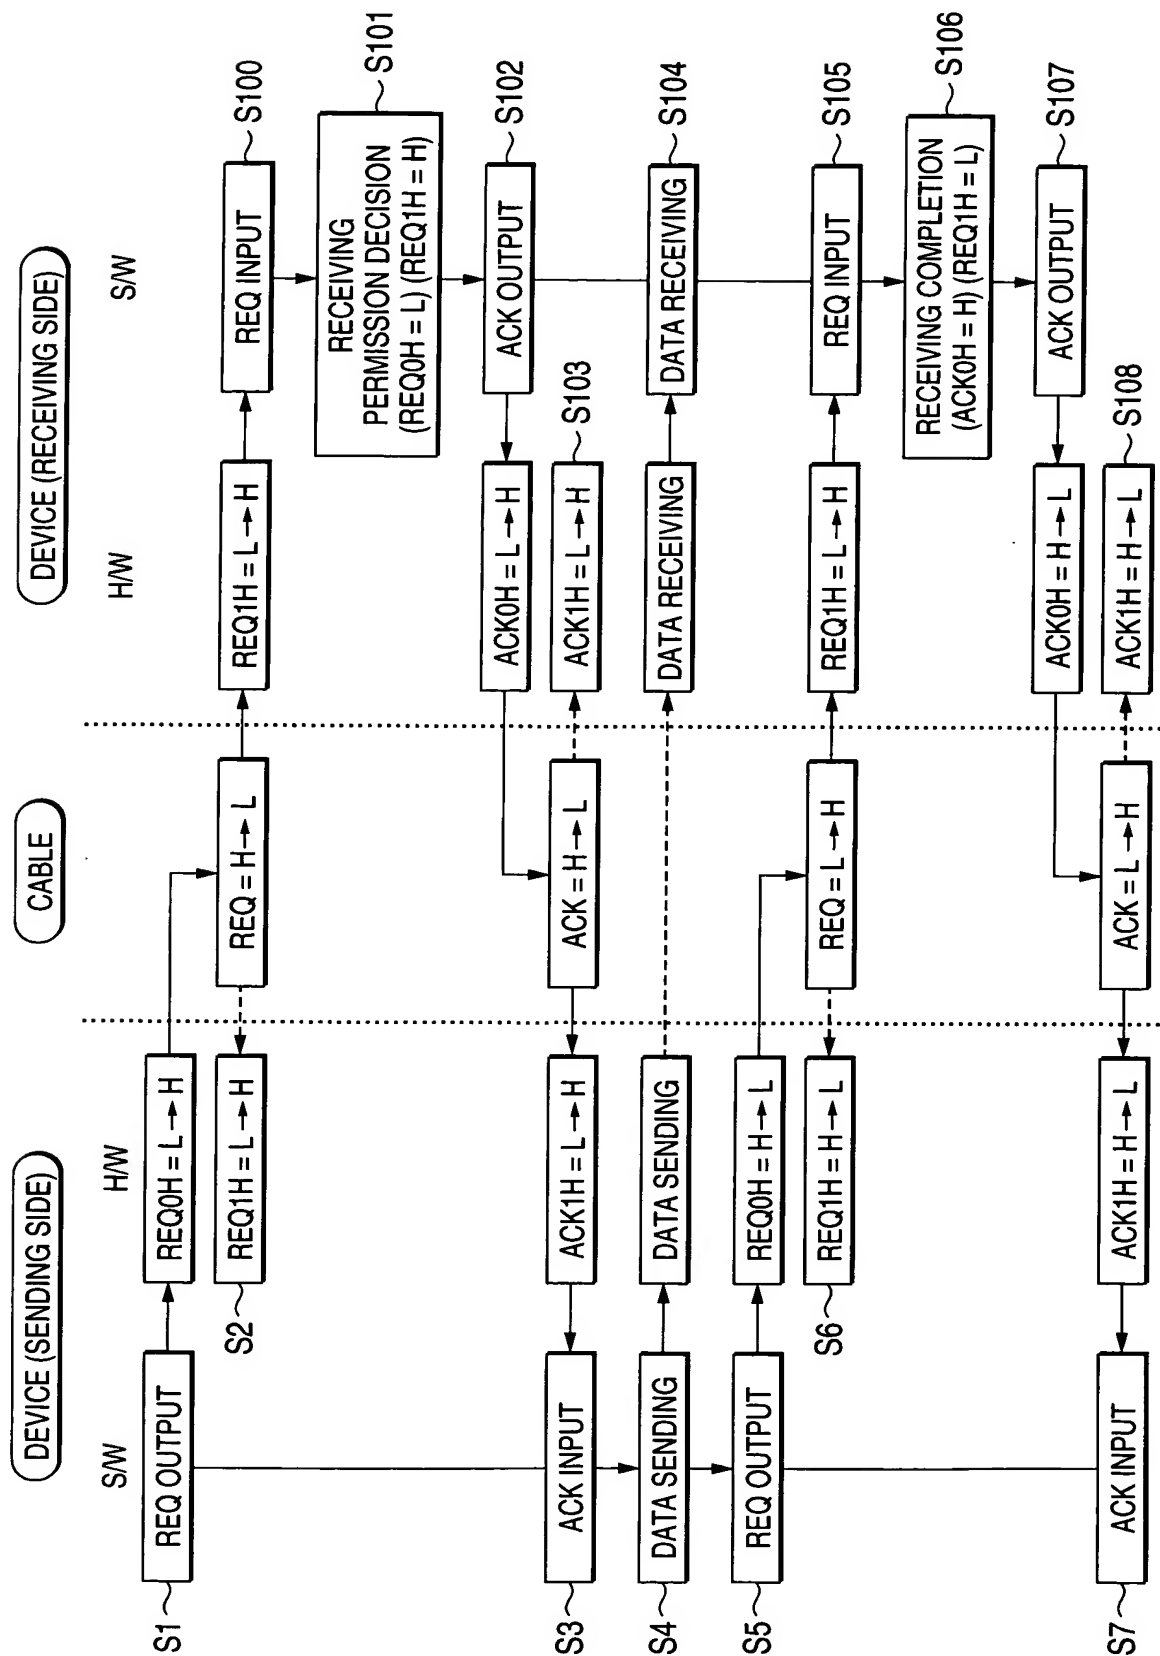 DEVICE (SENDING SIDE)
CABLE
DEVICE (RECEIVING SIDE)
S/W
H/W
H/W
S/W
S1
REQ OUTPUT
REQ0H = L → H
S2
REQ1H = L → H
REQ = H → L
REQ1H = L → H
REQ INPUT
S100
RECEIVING
PERMISSION DECISION
(REQ0H = L) (REQ1H = H)
S101
ACK0H = L → H
ACK OUTPUT
S102
S3
ACK INPUT
ACK1H = L → H
ACK = H → L
ACK1H = L → H
S103
S4
DATA SENDING
DATA SENDING
DATA RECEIVING
DATA RECEIVING
S104
S5
REQ OUTPUT
REQ0H = H → L
S6
REQ1H = H → L
REQ = L → H
REQ1H = L → H
REQ INPUT
S105
RECEIVING COMPLETION
(ACK0H = H) (REQ1H = L)
S106
ACK0H = H → L
ACK OUTPUT
S107
S7
ACK INPUT
ACK1H = H → L
ACK = L → H
ACK1H = H → L
S108